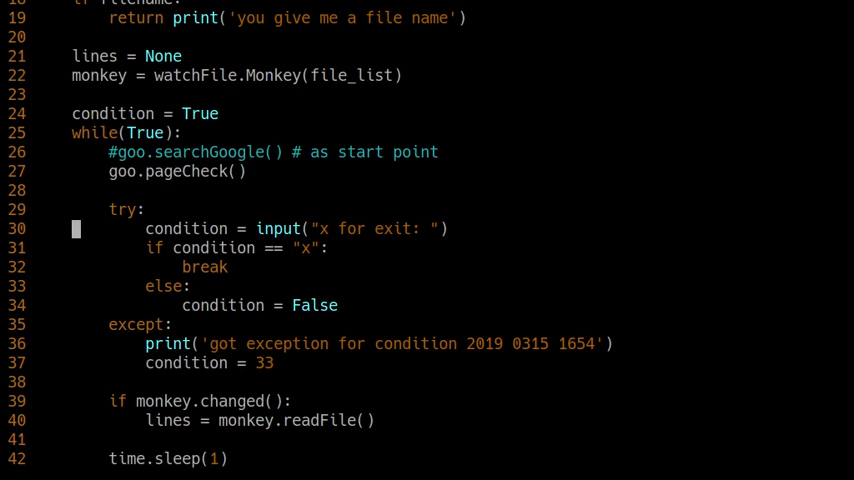 18    if filename:
19        return print('you give me a file name')
20
21    lines = None
22    monkey = watchFile.Monkey(file_list)
23
24    condition = True
25    while(True):
26        #goo.searchGoogle() # as start point
27        goo.pageCheck()
28
29        try:
30            condition = input("x for exit: ")
31            if condition == "x":
32                break
33            else:
34                condition = False
35        except:
36            print('got exception for condition 2019 0315 1654')
37            condition = 33
38
39        if monkey.changed():
40            lines = monkey.readFile()
41
42        time.sleep(1)